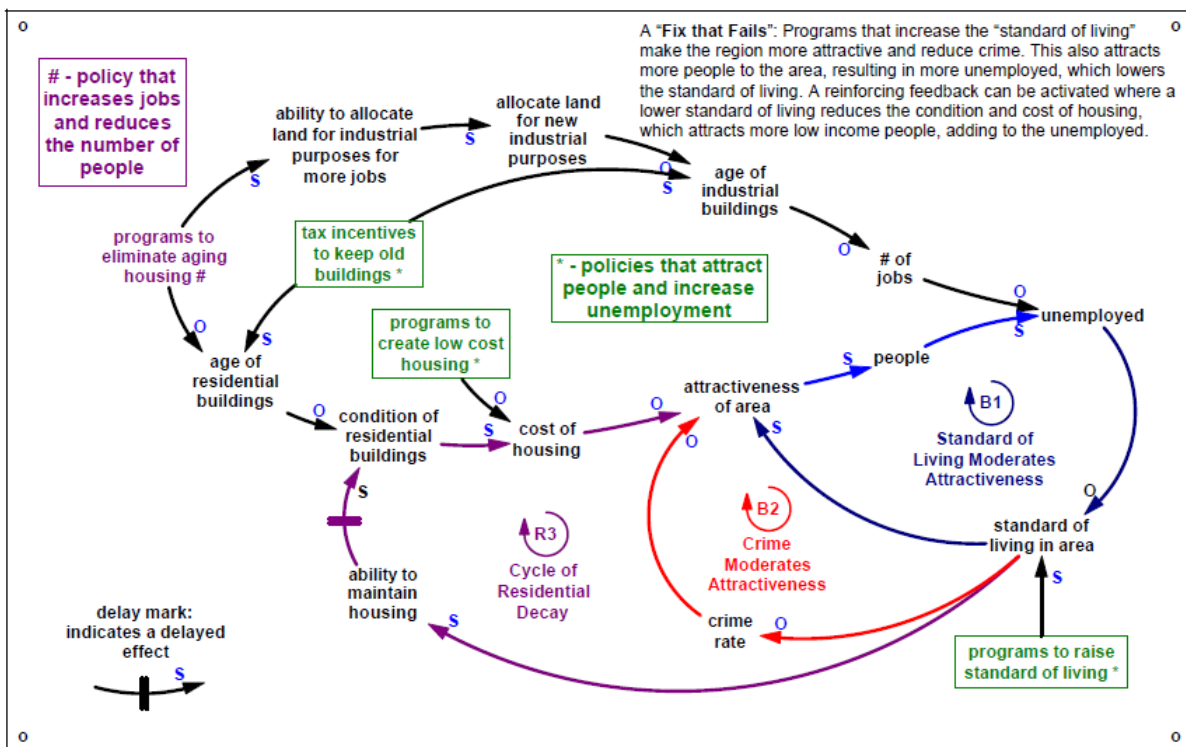 o
o
A “Fix that Fails”: Programs that increase the “standard of living”
make the region more attractive and reduce crime. This also attracts
more people to the area, resulting in more unemployed, which lowers
the standard of living. A reinforcing feedback can be activated where a
lower standard of living reduces the condition and cost of housing,
which attracts more low income people, adding to the unemployed.
# - policy that
increases jobs
and reduces
the number of
people
ability to allocate
land for industrial
purposes for
more jobs
s
allocate land
for new
industrial
purposes
o
s
age of
industrial
buildings
s
programs to
eliminate aging
housing #
tax incentives
to keep old
buildings *
* - policies that attract
people and increase
unemployment
o
# of
jobs
o
s
unemployed
o
s
age of
residential
buildings
programs to
create low cost
housing *
s
people
attractiveness
of area
s
B1
Standard of
Living Moderates
Attractiveness
o
condition of
residential
buildings
s
o
cost of
housing
o
o
s
o
standard of
living in area
s
R3
Cycle of
Residential
Decay
B2
Crime
Moderates
Attractiveness
ability to
maintain
housing
s
crime
rate
o
programs to raise
standard of living *
delay mark:
indicates a delayed
effect
s
o
o